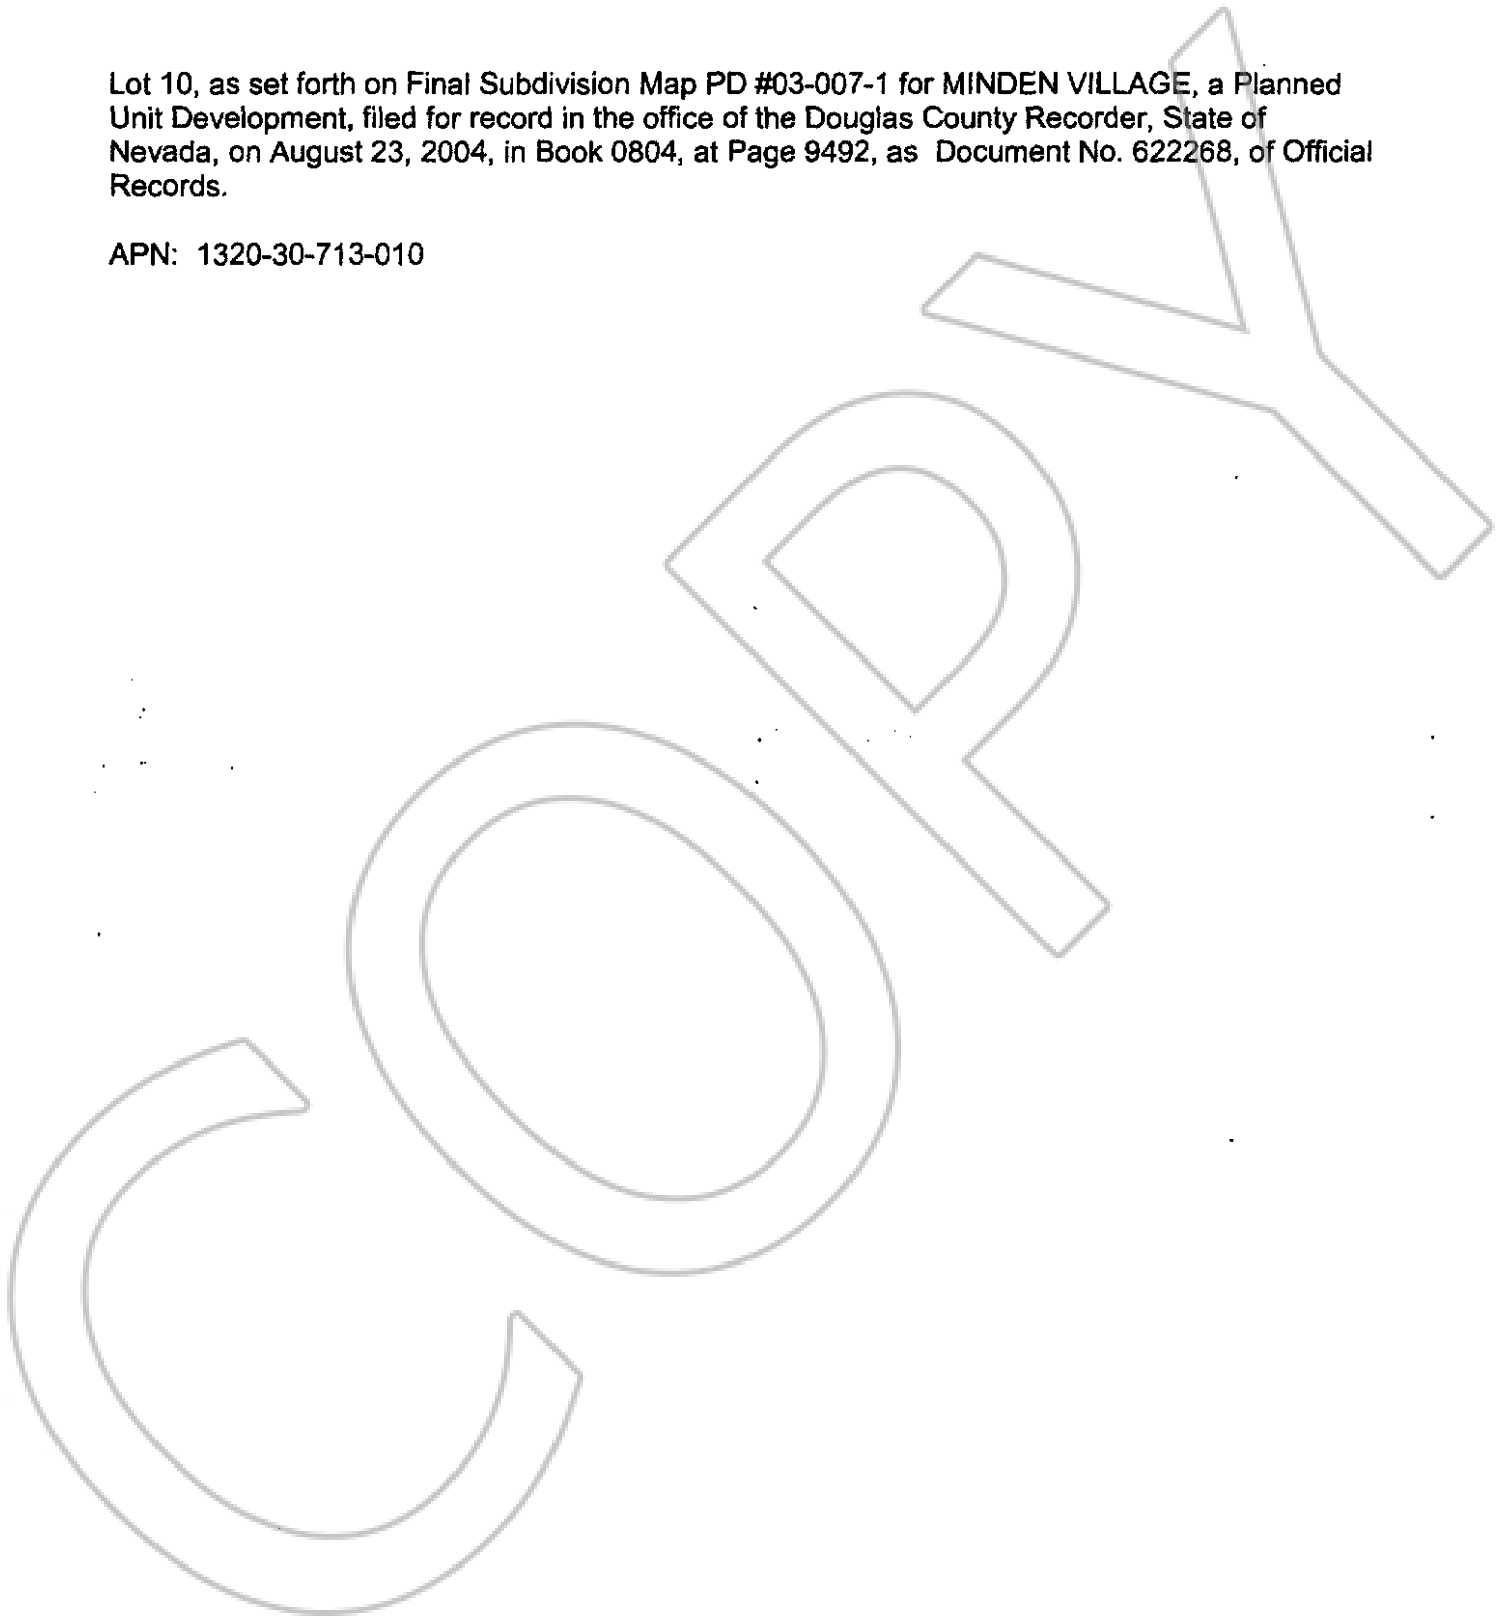 Lot 10, as set forth on Final Subdivision Map PD #03-007-1 for MINDEN VILLAGE, a Planned
Unit Development, filed for record in the office of the Douglas County Recorder, State of
Nevada, on August 23, 2004, in Book 0804, at Page 9492, as Document No. 622268, of Official
Records.
APN: 1320-30-713-010
COPY